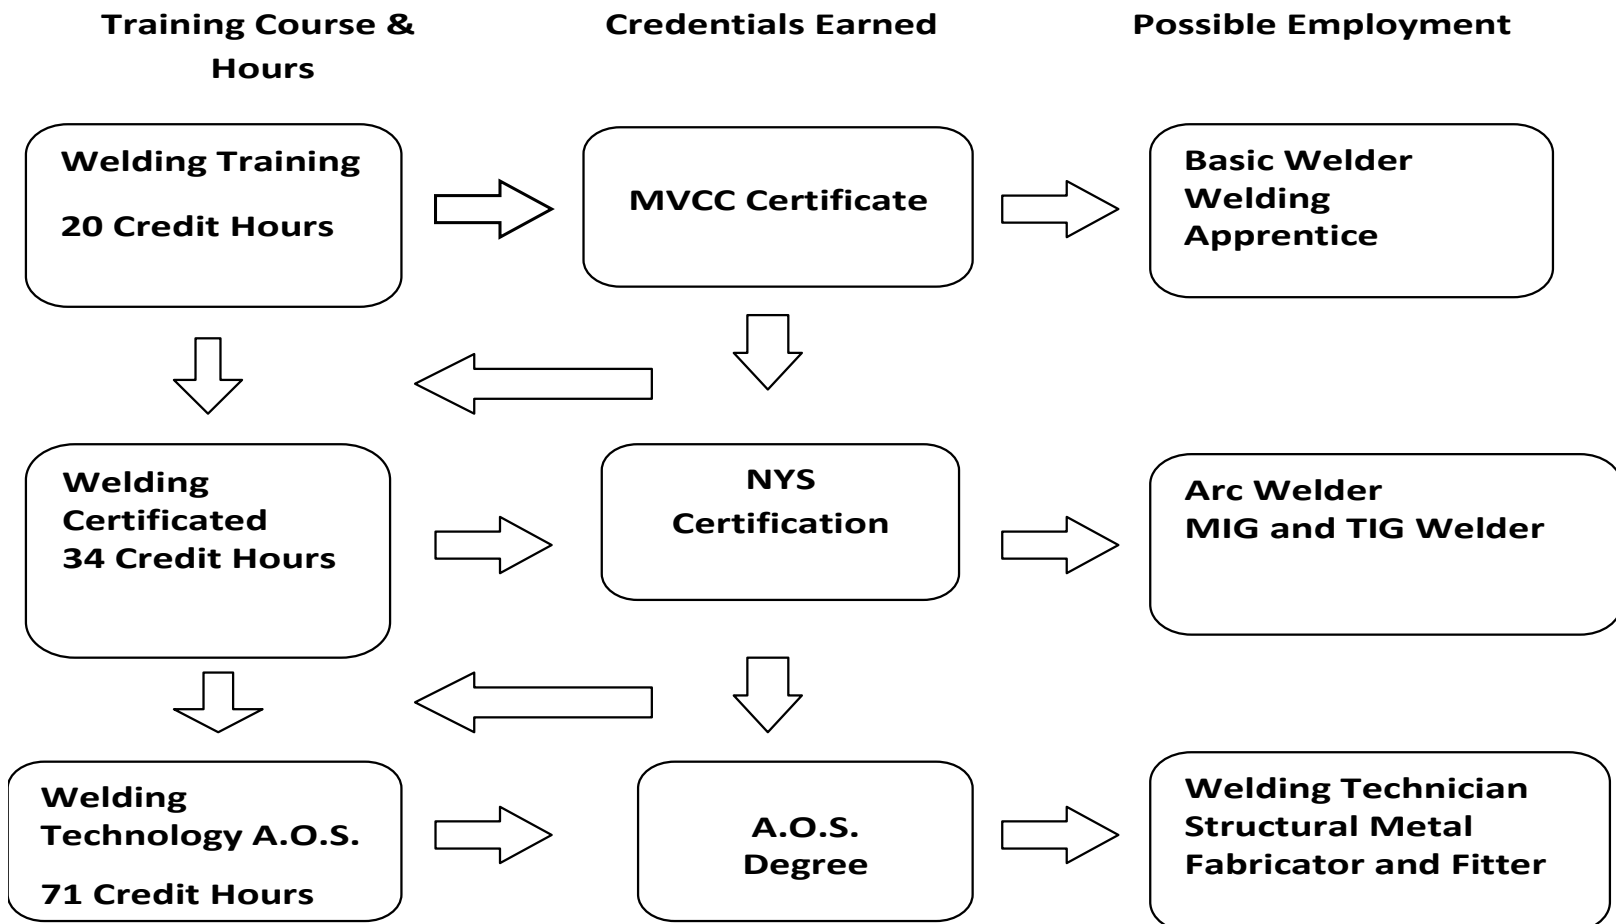 Training Course &
Hours
Credentials Earned
Possible Employment
Welding Training
20 Credit Hours
MVCC Certificate
Basic Welder
Welding
Apprentice
Welding
Certificated
34 Credit Hours
NYS
Certification
Arc Welder
MIG and TIG Welder
Welding
Technology A.O.S.
71 Credit Hours
A.O.S.
Degree
Welding Technician
Structural Metal
Fabricator and Fitter